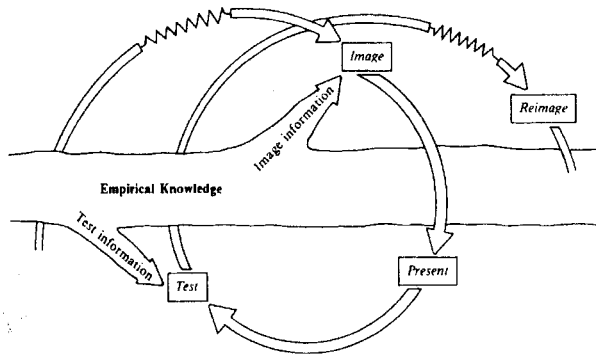 Image
Reimage
Image information
Empirical Knowledge
Test information
Present
Test